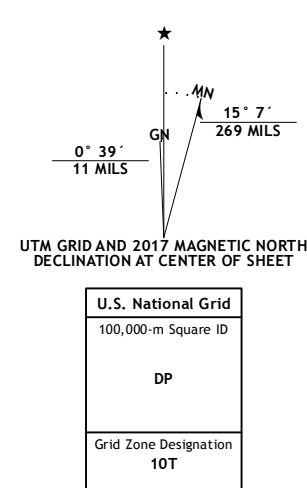 ★
MN
GN
15° 7´
269 MILS
0° 39´
11 MILS
UTM GRID AND 2017 MAGNETIC NORTH
DECLINATION AT CENTER OF SHEET
U.S. National Grid
100,000-m Square ID
DP
Grid Zone Designation
10T